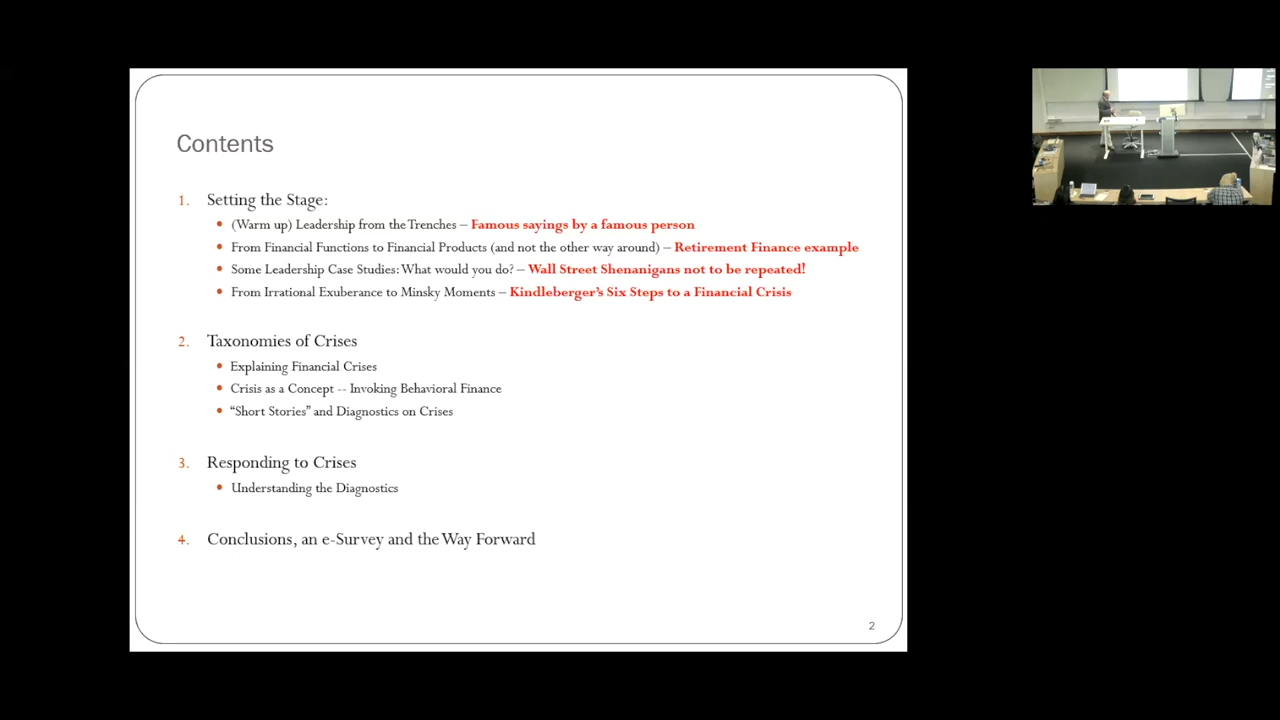 Contents
1. Setting the Stage:
• (Warm up) Leadership from the Trenches – Famous sayings by a famous person
• From Financial Functions to Financial Products (and not the other way around) – Retirement Finance example
• Some Leadership Case Studies: What would you do? – Wall Street Shenanigans not to be repeated!
• From Irrational Exuberance to Minsky Moments – Kindleberger's Six Steps to a Financial Crisis
2. Taxonomies of Crises
• Explaining Financial Crises
• Crisis as a Concept -- Invoking Behavioral Finance
• “Short Stories” and Diagnostics on Crises
3. Responding to Crises
• Understanding the Diagnostics
4. Conclusions, an e-Survey and the Way Forward
2